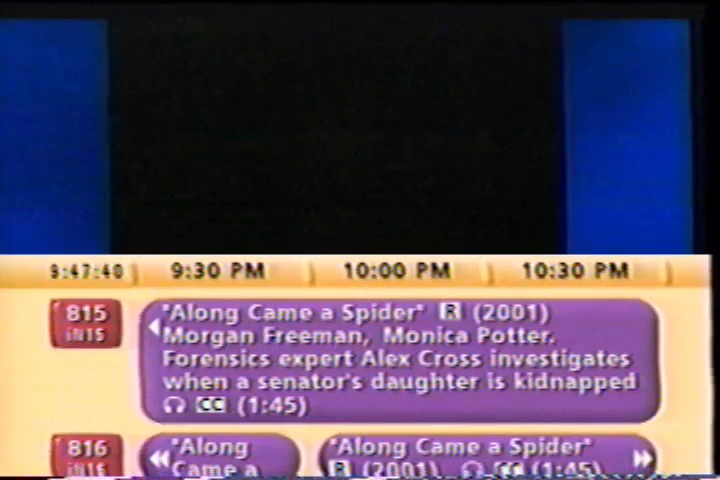 9:47:40 9:30 PM 10:00 PM 10:30 PM
815 "Along Came a Spider" R (2001)
iN15 Morgan Freeman, Monica Potter.
Forensics expert Alex Cross investigates
when a senator's daughter is kidnapped
CC (1:45)
816 "Along "Along Came a Spider"
iN16 Came a R (2001) CC (1:45)